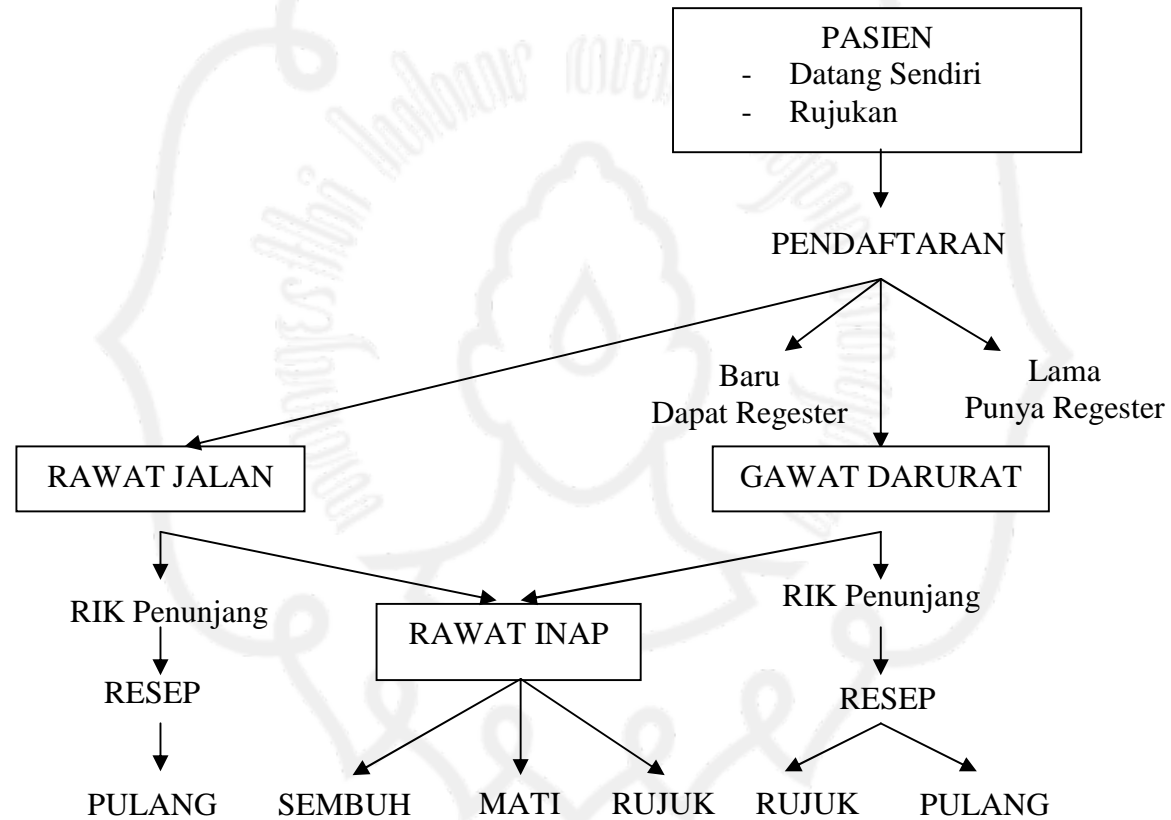 PASIEN
- Datang Sendiri
- Rujukan
PENDAFTARAN
Baru
Dapat Regester
Lama
Punya Regester
RAWAT JALAN
GAWAT DARURAT
RIK Penunjang
RAWAT INAP
RIK Penunjang
RESEP
RESEP
PULANG
SEMBUH
MATI
RUJUK
RUJUK
PULANG